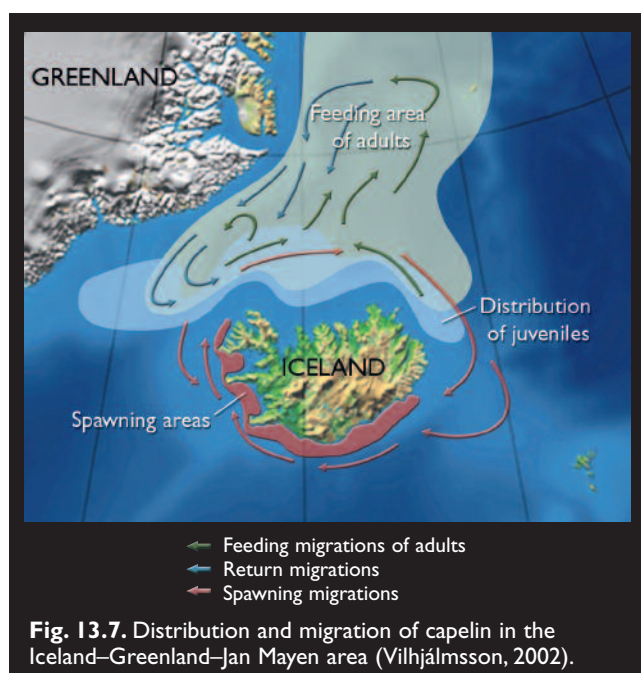 GREENLAND
Feeding area
of adults
Distribution
of juveniles
ICELAND
Spawning areas
Feeding migrations of adults
Return migrations
Spawning migrations
Fig. 13.7. Distribution and migration of capelin in the
Iceland–Greenland–Jan Mayen area (Vilhjálmsson, 2002).